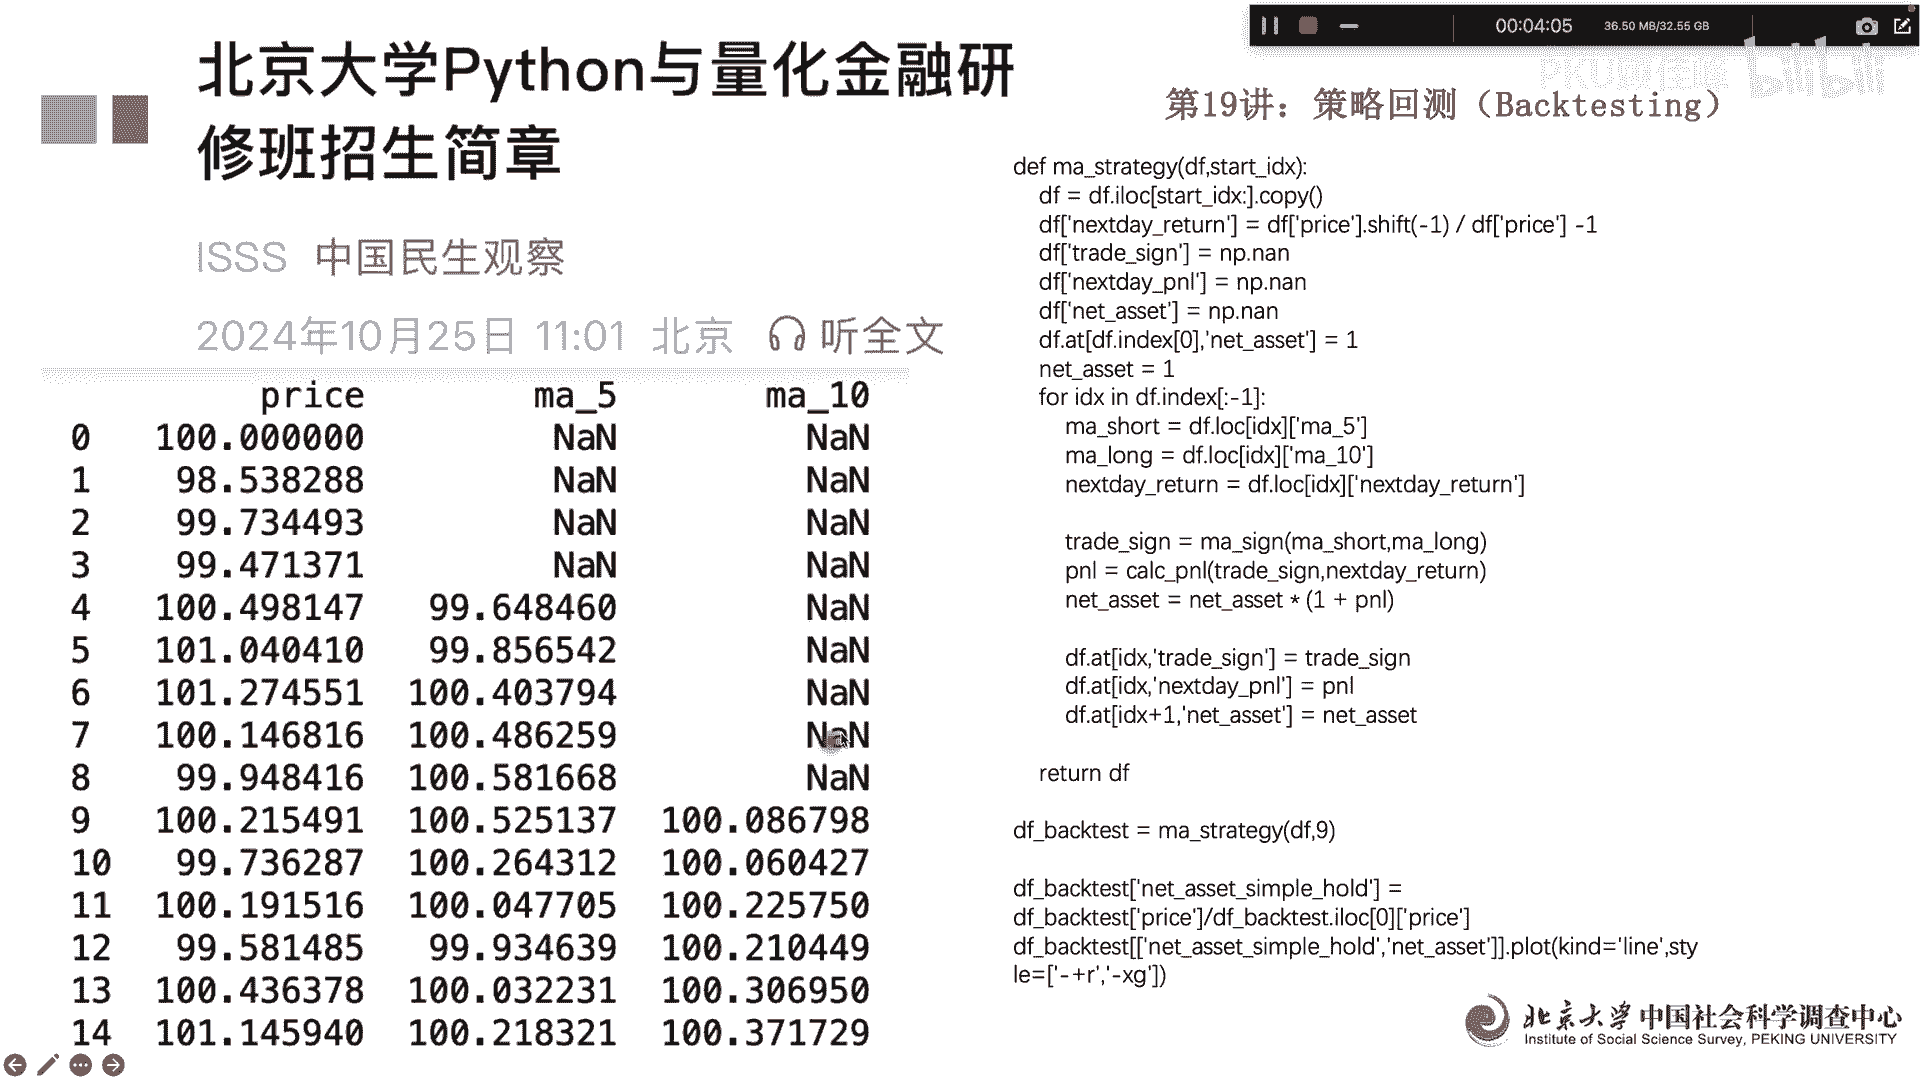 00:04:05
36.50 MB/32.55 GB
北京大学Python与量化金融研
修班招生简章
ISSS 中国民生观察
2024年10月25日 11:01 北京 听全文
price ma_5 ma_10
0 100.000000 NaN NaN
1 98.538288 NaN NaN
2 99.734493 NaN NaN
3 99.471371 NaN NaN
4 100.498147 99.648460 NaN
5 101.040410 99.856542 NaN
6 101.274551 100.403794 NaN
7 100.146816 100.486259 NaN
8 99.948416 100.581668 NaN
9 100.215491 100.525137 100.086798
10 99.736287 100.264312 100.060427
11 100.191516 100.047705 100.225750
12 99.581485 99.934639 100.210449
13 100.436378 100.032231 100.306950
14 101.145940 100.218321 100.371729
bilibili
第19讲：策略回测（Backtesting）
def ma_strategy(df,start_idx):
df = df.iloc[start_idx:].copy()
df['nextday_return'] = df['price'].shift(-1) / df['price'] -1
df['trade_sign'] = np.nan
df['nextday_pnl'] = np.nan
df['net_asset'] = np.nan
df.at[df.index[0],'net_asset'] = 1
net_asset = 1
for idx in df.index[:-1]:
ma_short = df.loc[idx]['ma_5']
ma_long = df.loc[idx]['ma_10']
nextday_return = df.loc[idx]['nextday_return']
trade_sign = ma_sign(ma_short,ma_long)
pnl = calc_pnl(trade_sign,nextday_return)
net_asset = net_asset * (1 + pnl)
df.at[idx,'trade_sign'] = trade_sign
df.at[idx,'nextday_pnl'] = pnl
df.at[idx+1,'net_asset'] = net_asset
return df
df_backtest = ma_strategy(df,9)
df_backtest['net_asset_simple_hold'] =
df_backtest['price']/df_backtest.iloc[0]['price']
df_backtest[['net_asset_simple_hold','net_asset']].plot(kind='line',sty
le=['-+r','-xg'])
北京大学中国社会科学调查中心
Institute of Social Science Survey, PEKING UNIVERSITY